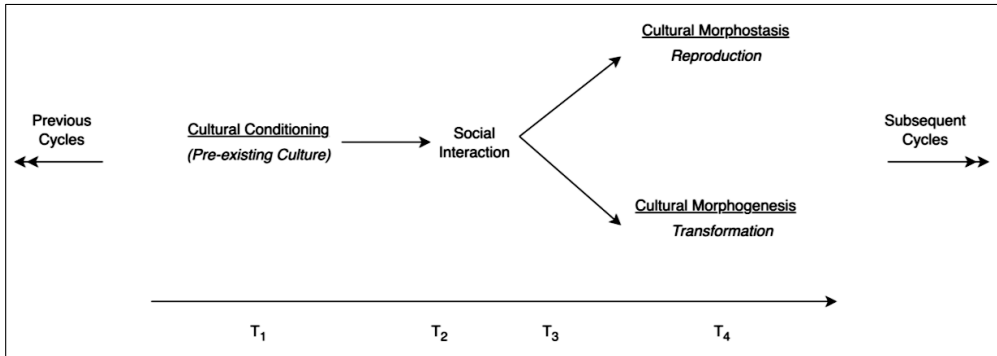 Cultural Morphostasis
Reproduction
Previous
Cycles
Cultural Conditioning
(Pre-existing Culture)
Social
Interaction
Subsequent
Cycles
Cultural Morphogenesis
Transformation
T1
T2
T3
T4